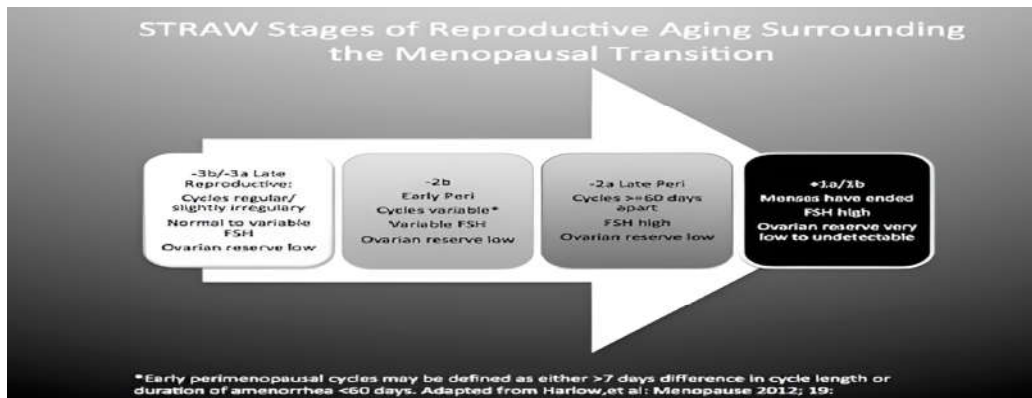 STRAW Stages of Reproductive Aging Surrounding
the Menopausal Transition
-3b/-3a Late
Reproductive:
Cycles regular/
slightly irregulary
Normal to variable
FSH
Ovarian reserve low
-2b
Early Peri
Cycles variable*
Variable FSH
Ovarian reserve low
-2a Late Peri
Cycles >=60 days
apart
FSH high
Ovarian reserve low
+1a/1b
Menses have ended
FSH high
Ovarian reserve very
low to undetectable
*Early perimenopausal cycles may be defined as either >7 days difference in cycle length or
duration of amenorrhea <60 days. Adapted from Harlow,et al: Menopause 2012; 19: